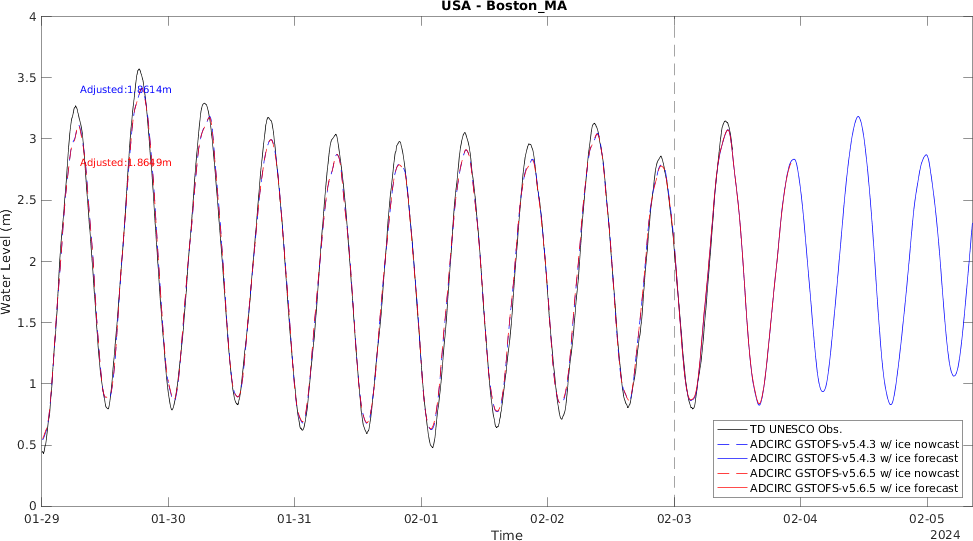 USA - Boston_MA
4
3.5
3
2.5
2
1.5
1
0.5
0
Water Level (m)
Adjusted:1.8614m
Adjusted:1.8649m
TD UNESCO Obs.
ADCIRC GSTOFS-v5.4.3 w/ ice nowcast
ADCIRC GSTOFS-v5.4.3 w/ ice forecast
ADCIRC GSTOFS-v5.6.5 w/ ice nowcast
ADCIRC GSTOFS-v5.6.5 w/ ice forecast
01-29 01-30 01-31 02-01 02-02 02-03 02-04 02-05
Time
2024